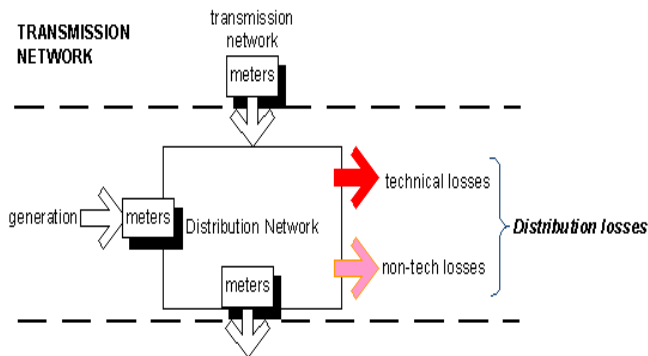 TRANSMISSION
NETWORK
transmission
network
meters
technical losses
generation
meters
Distribution Network
Distribution losses
non-tech losses
meters